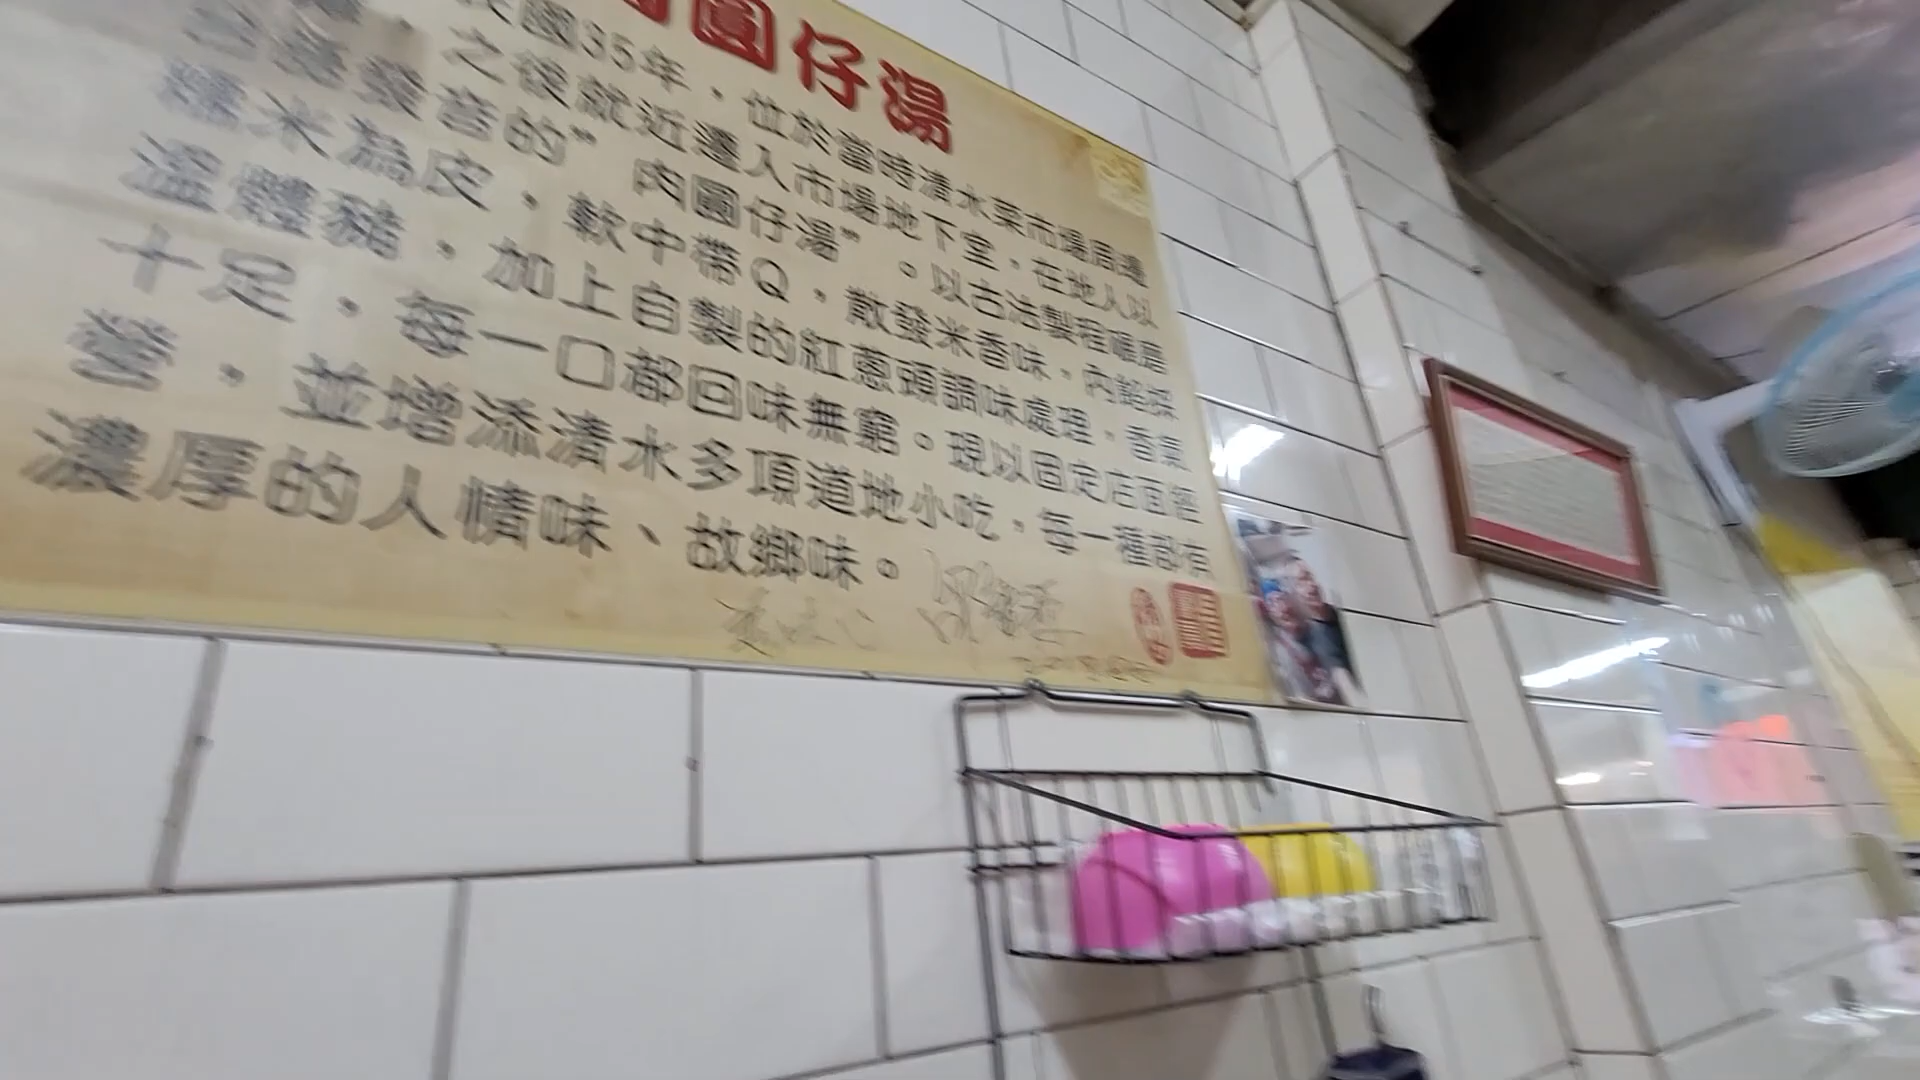 圓仔湯
民國35年,位於當時清水菜市場周邊
,之後就近遷入市場地下室,在地人以
台語發音的"肉圓仔湯"。以古法製程碾磨
糯米為皮,軟中帶Q,散發米香味,內餡採
溫體豬,加上自製的紅蔥頭調味處理,香氣
十足,每一口都回味無窮。現以固定店面經
營,並增添清水多項道地小吃,每一種都有
濃厚的人情味、故鄉味。